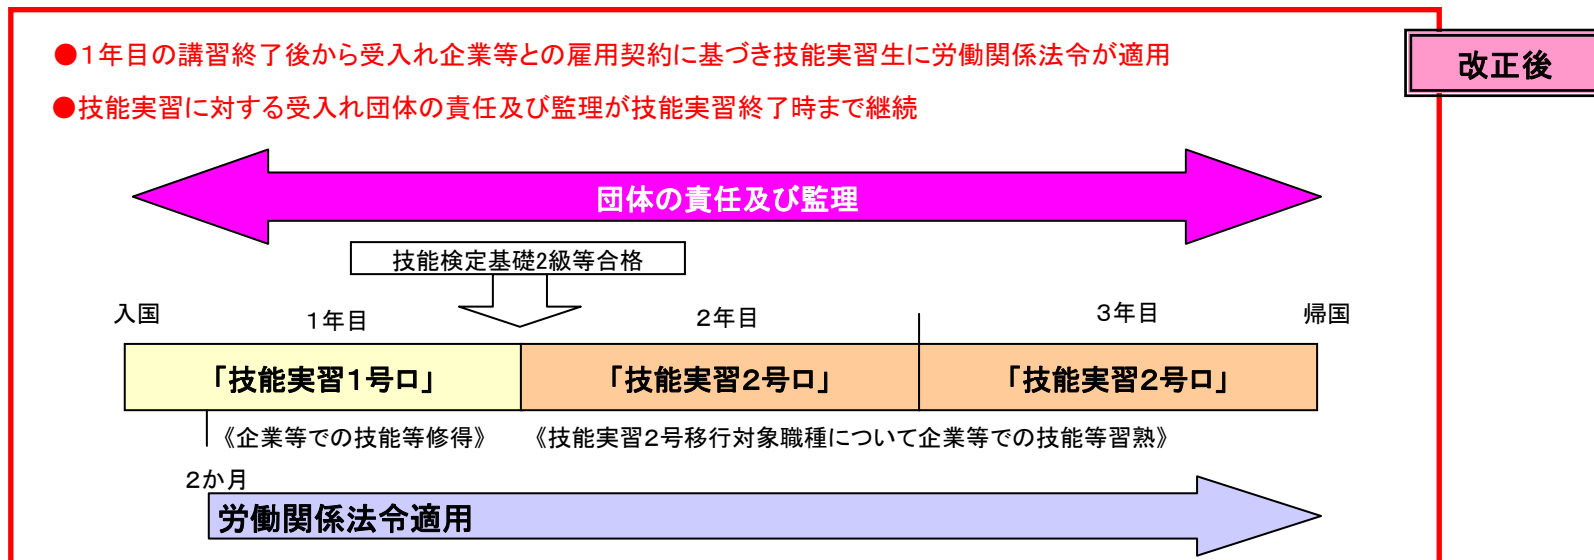 ●１年目の講習終了後から受入れ企業等との雇用契約に基づき技能実習生に労働関係法令が適用
改正後
●技能実習に対する受入れ団体の責任及び監理が技能実習終了時まで継続
団体の責任及び監理
技能検定基礎2級等合格
入国
１年目
２年目
３年目
帰国
「技能実習１号ロ」
「技能実習２号ロ」
「技能実習２号ロ」
《企業等での技能等修得》
《技能実習２号移行対象職種について企業等での技能等習熟》
２か月
労働関係法令適用